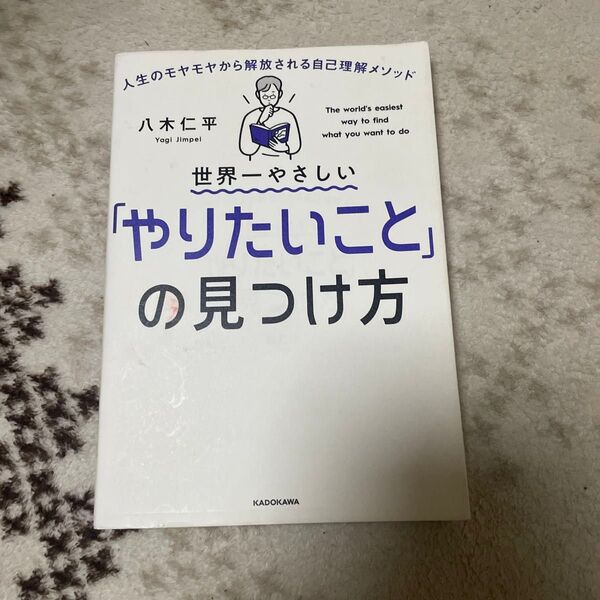 人生のモヤモヤから解放される自己理解メソッド
八木仁平
Yagi Jimpei
The world's easiest
way to find
what you want to do
世界一やさしい
「やりたいこと」
の見つけ方
KADOKAWA